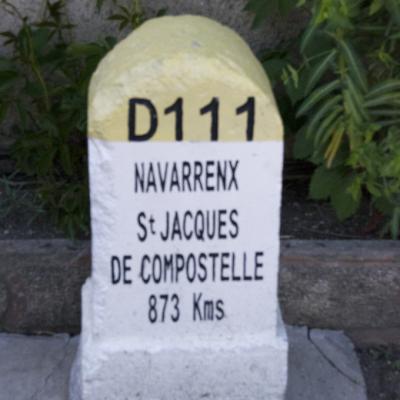 D111
NAVARRENX
St JACQUES
DE COMPOSTELLE
873 Kms